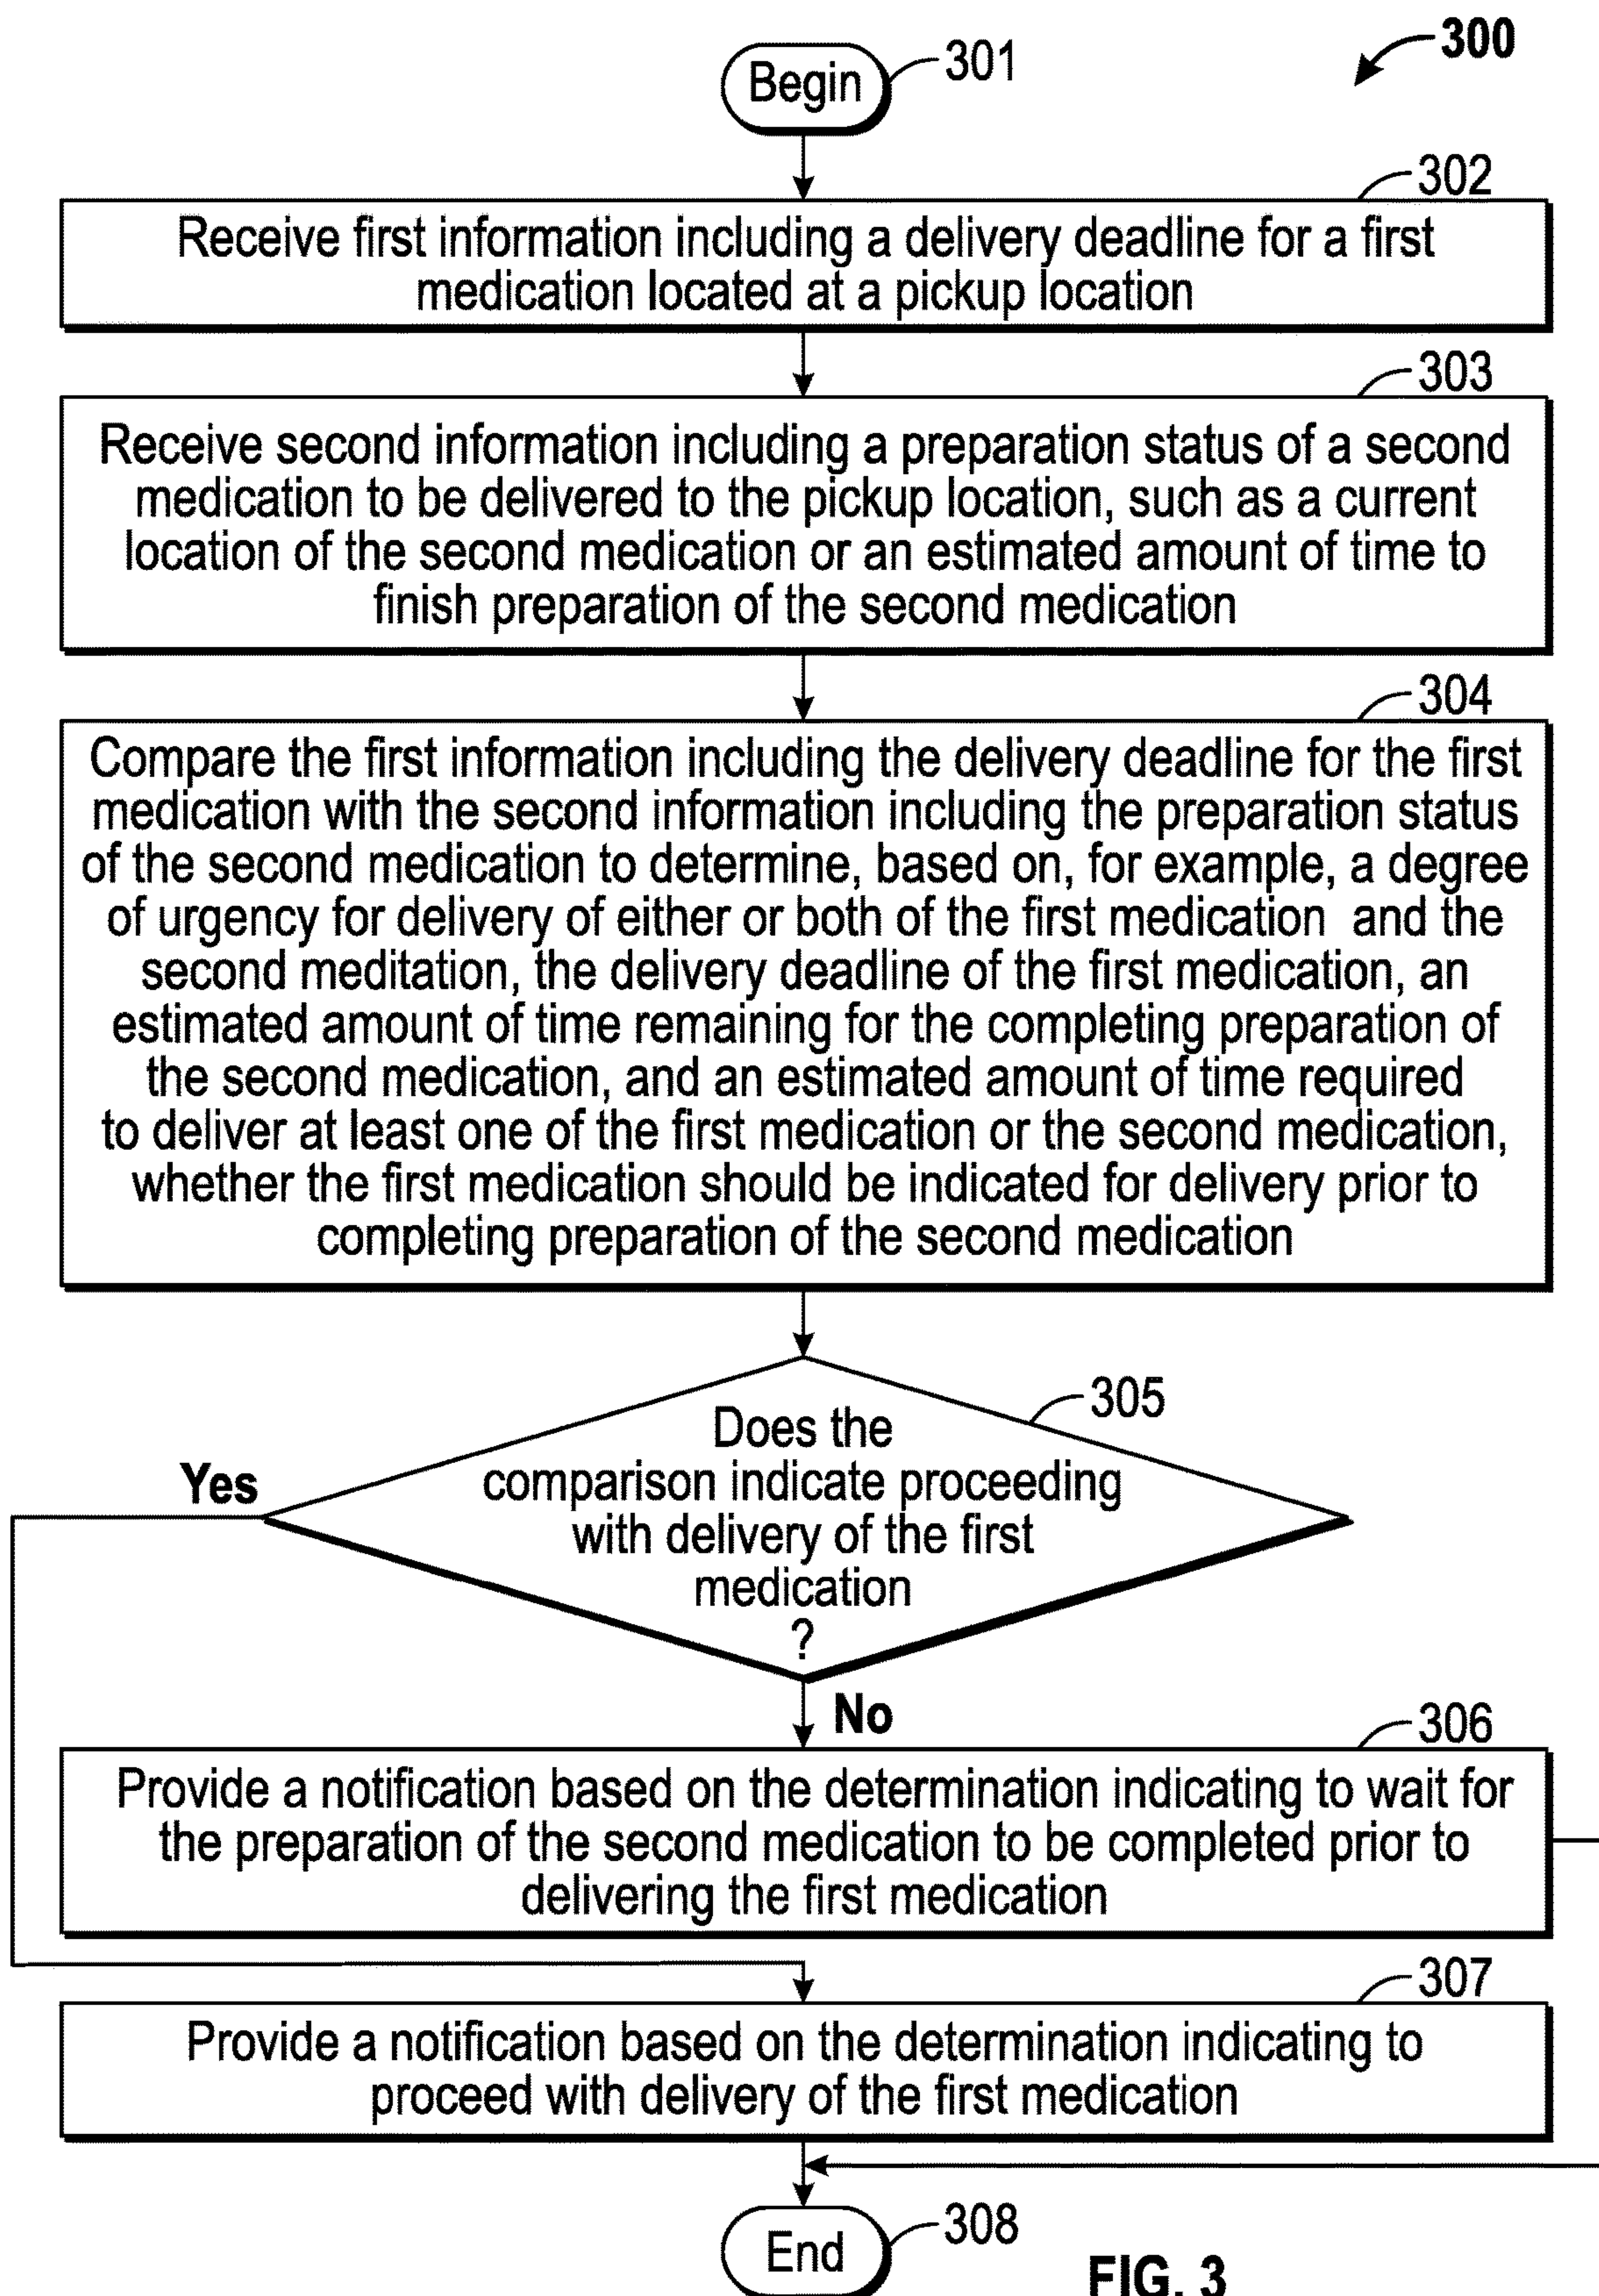 300
Begin
301
302
Receive first information including a delivery deadline for a first
medication located at a pickup location
303
Receive second information including a preparation status of a second
medication to be delivered to the pickup location, such as a current
location of the second medication or an estimated amount of time to
finish preparation of the second medication
304
Compare the first information including the delivery deadline for the first
medication with the second information including the preparation status
of the second medication to determine, based on, for example, a degree
of urgency for delivery of either or both of the first medication and the
second meditation, the delivery deadline of the first medication, an
estimated amount of time remaining for the completing preparation of
the second medication, and an estimated amount of time required
to deliver at least one of the first medication or the second medication,
whether the first medication should be indicated for delivery prior to
completing preparation of the second medication
305
Does the
comparison indicate proceeding
with delivery of the first
medication
?
Yes
No
306
Provide a notification based on the determination indicating to wait for
the preparation of the second medication to be completed prior to
delivering the first medication
307
Provide a notification based on the determination indicating to
proceed with delivery of the first medication
End
308
FIG. 3